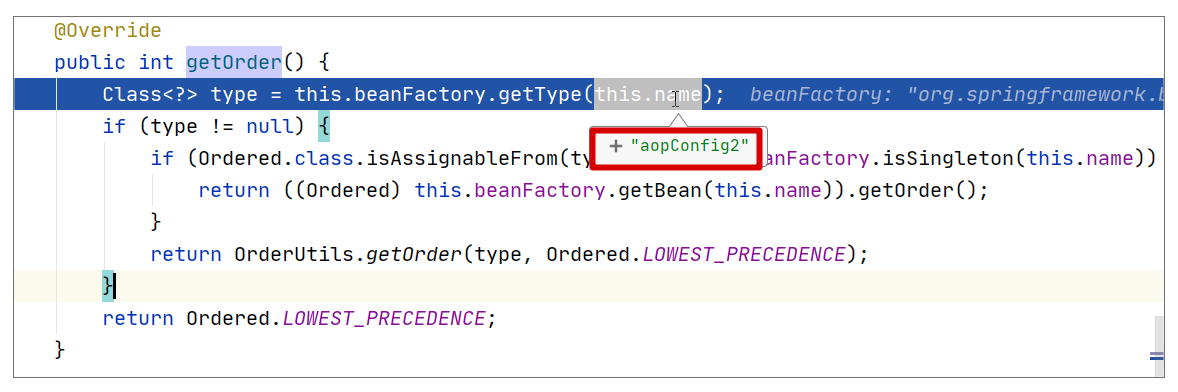 @Override
public int getOrder() {
Class<?> type = this.beanFactory.getType(this.name); beanFactory: "org.springframework.b
if (type != null) {
if (Ordered.class.isAssignableFrom(ty + "aopConfig2" anFactory.isSingleton(this.name))
return ((Ordered) this.beanFactory.getBean(this.name)).getOrder();
}
return OrderUtils.getOrder(type, Ordered.LOWEST_PRECEDENCE);
}
return Ordered.LOWEST_PRECEDENCE;
}